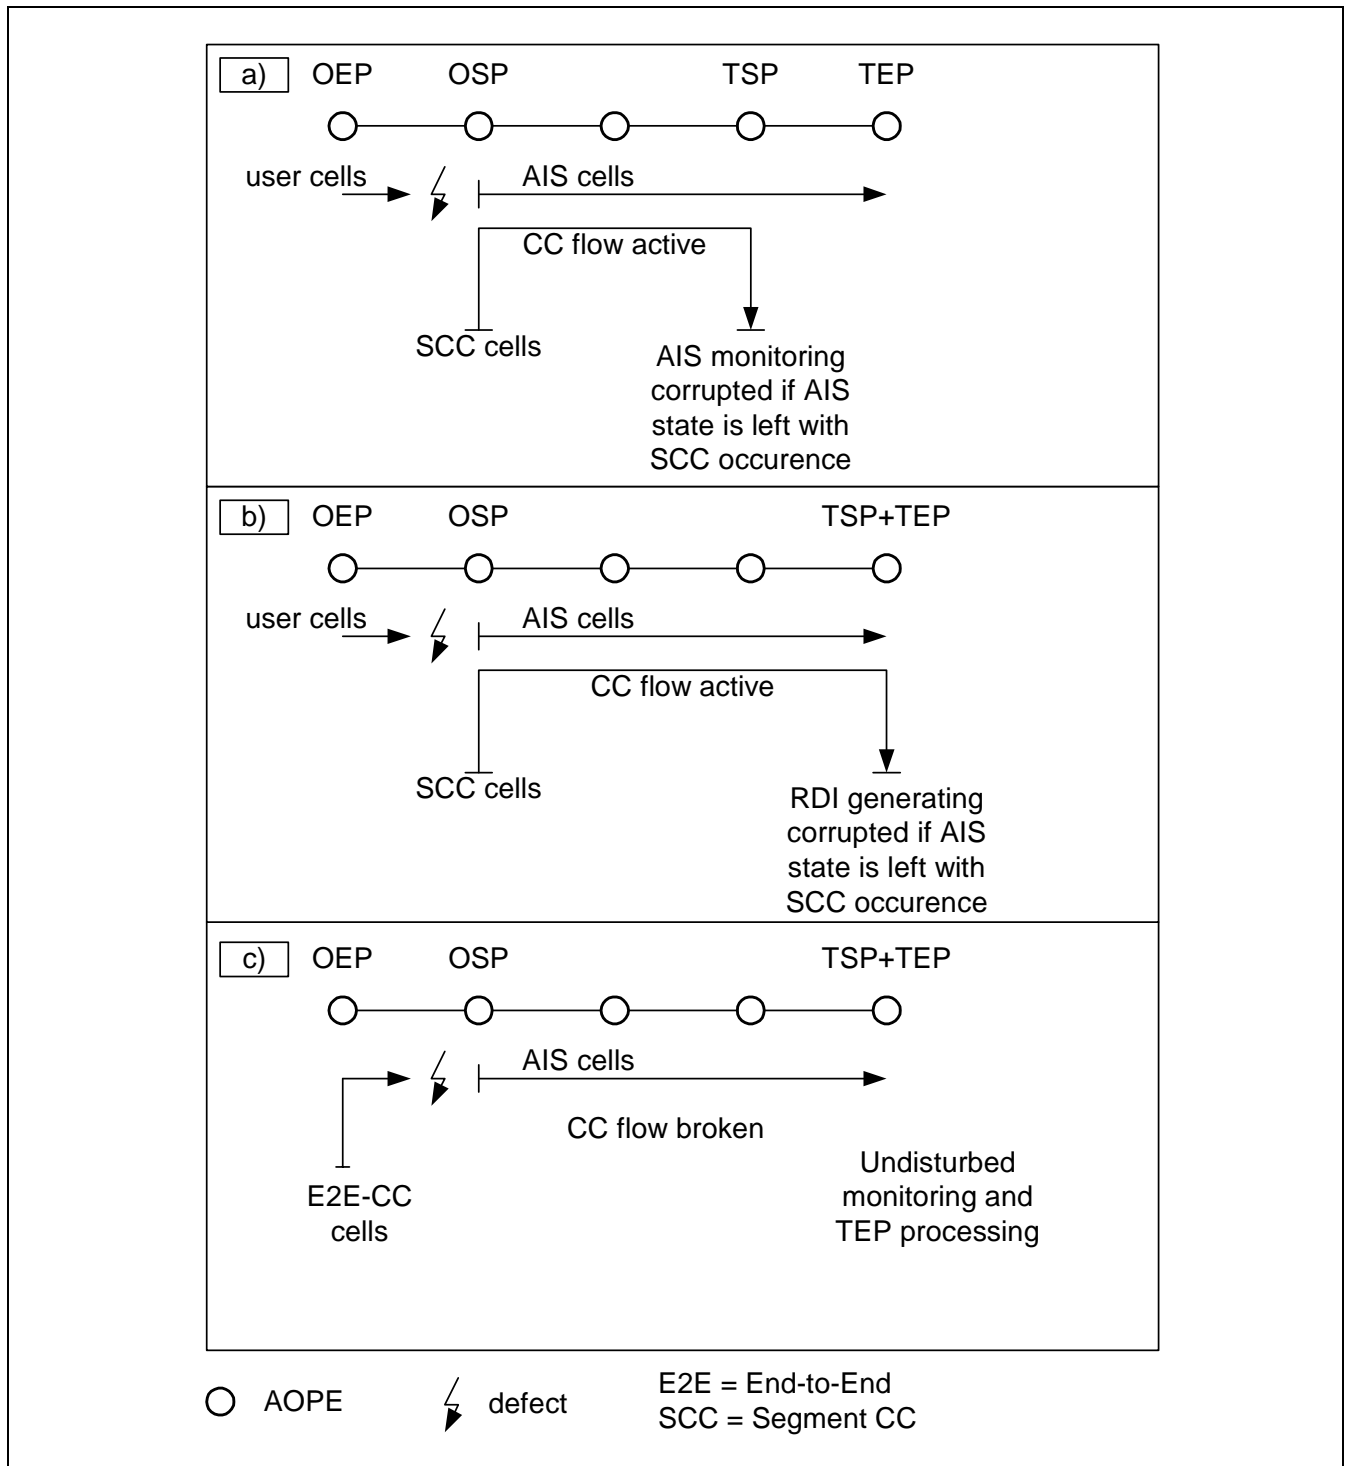 a) OEP OSP TSP TEP
user cells AIS cells
CC flow active
SCC cells
AIS monitoring
corrupted if AIS
state is left with
SCC occurence
b) OEP OSP TSP+TEP
user cells AIS cells
CC flow active
SCC cells
RDI generating
corrupted if AIS
state is left with
SCC occurence
c) OEP OSP TSP+TEP
AIS cells
CC flow broken
E2E-CC
cells
Undisturbed
monitoring and
TEP processing
AOPE
defect
E2E = End-to-End
SCC = Segment CC